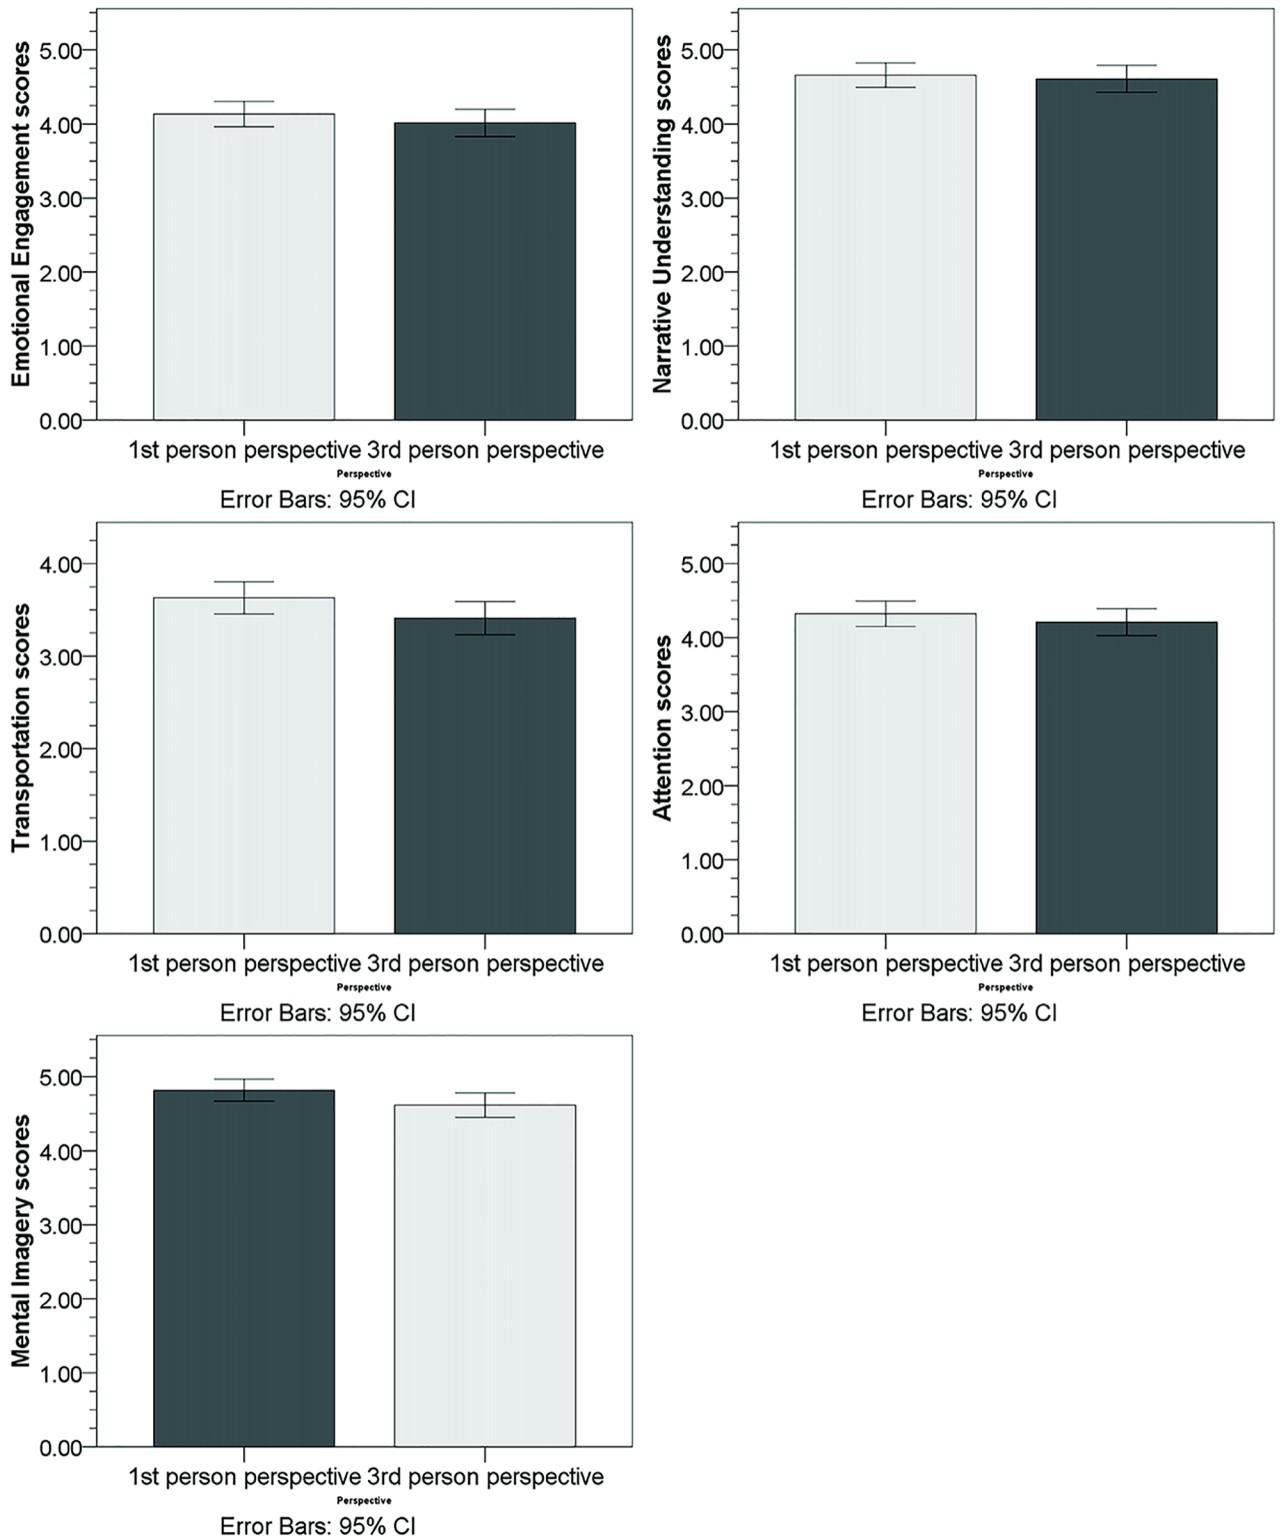 Emotional Engagement scores
5.00
4.00
3.00
2.00
1.00
0.00
1st person perspective 3rd person perspective
Perspective
Error Bars: 95% CI
Narrative Understanding scores
5.00
4.00
3.00
2.00
1.00
0.00
1st person perspective 3rd person perspective
Perspective
Error Bars: 95% CI
Transportation scores
4.00
3.00
2.00
1.00
0.00
1st person perspective 3rd person perspective
Perspective
Error Bars: 95% CI
Attention scores
5.00
4.00
3.00
2.00
1.00
0.00
1st person perspective 3rd person perspective
Perspective
Error Bars: 95% CI
Mental Imagery scores
5.00
4.00
3.00
2.00
1.00
0.00
1st person perspective 3rd person perspective
Perspective
Error Bars: 95% CI